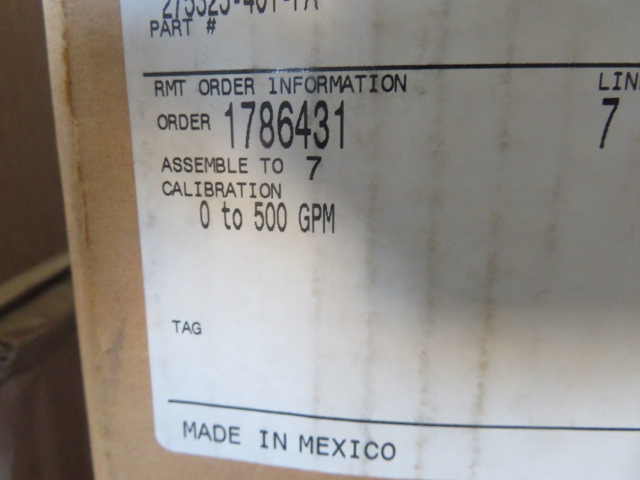 PART #
RMT ORDER INFORMATION LIN
ORDER 1786431 7
ASSEMBLE TO 7
CALIBRATION
0 to 500 GPM
TAG
MADE IN MEXICO